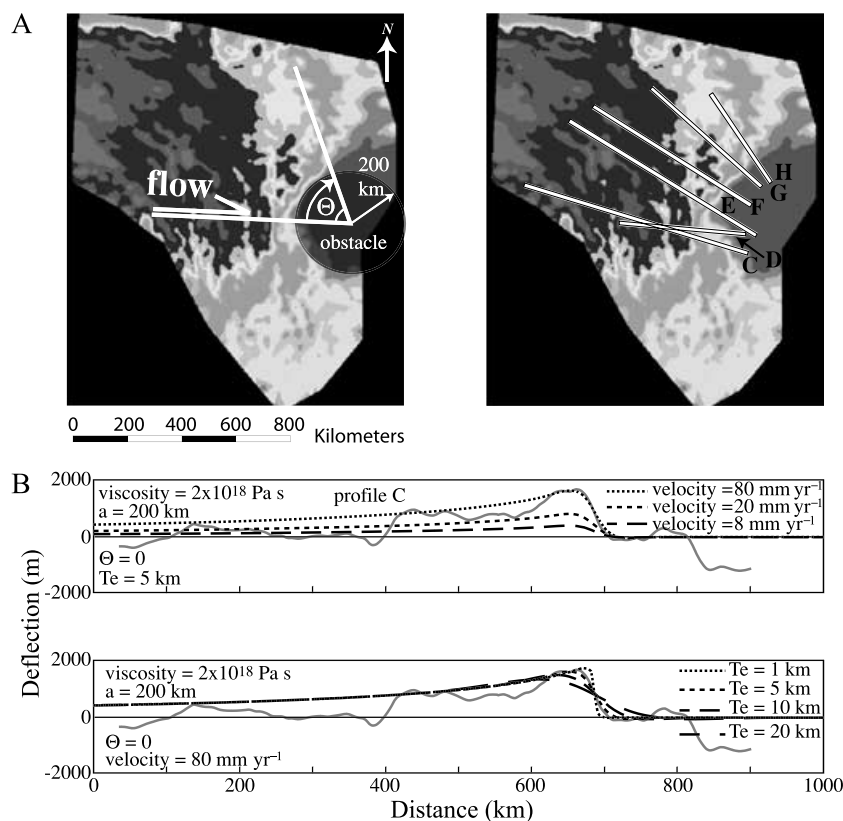 A
N
200
km
flow
Θ
obstacle
H
G
E F
D
C
0 200 400 600 800 Kilometers
B
Deflection (m)
2000
0
-2000
viscosity = 2x10¹⁸ Pa s
a = 200 km
profile C
velocity =80 mm yr⁻¹
velocity =20 mm yr⁻¹
velocity =8 mm yr⁻¹
Θ = 0
Te = 5 km
2000
0
-2000
viscosity = 2x10¹⁸ Pa s
a = 200 km
Te = 1 km
Te = 5 km
Te = 10 km
Te = 20 km
Θ = 0
velocity = 80 mm yr⁻¹
0 200 400 600 800 1000
Distance (km)